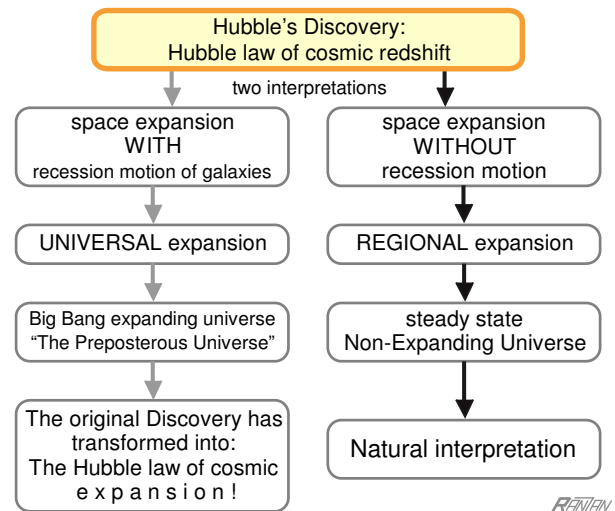 Hubble's Discovery:
Hubble law of cosmic redshift
two interpretations
space expansion
WITH
recession motion of galaxies
UNIVERSAL expansion
Big Bang expanding universe
“The Preposterous Universe”
The original Discovery has
transformed into:
The Hubble law of cosmic
e x p a n s i o n !
space expansion
WITHOUT
recession motion
REGIONAL expansion
steady state
Non-Expanding Universe
Natural interpretation
RANTAN